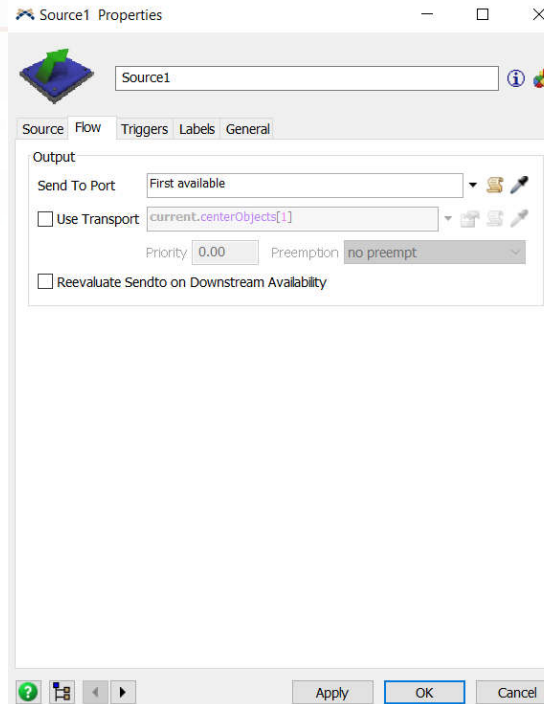 Source1 Properties
Source1
Source Flow Triggers Labels General
Output
Send To Port First available
Use Transport current.centerObjects[1]
Priority 0.00 Preemption no preempt
Reevaluate Sendto on Downstream Availability
Apply OK Cancel